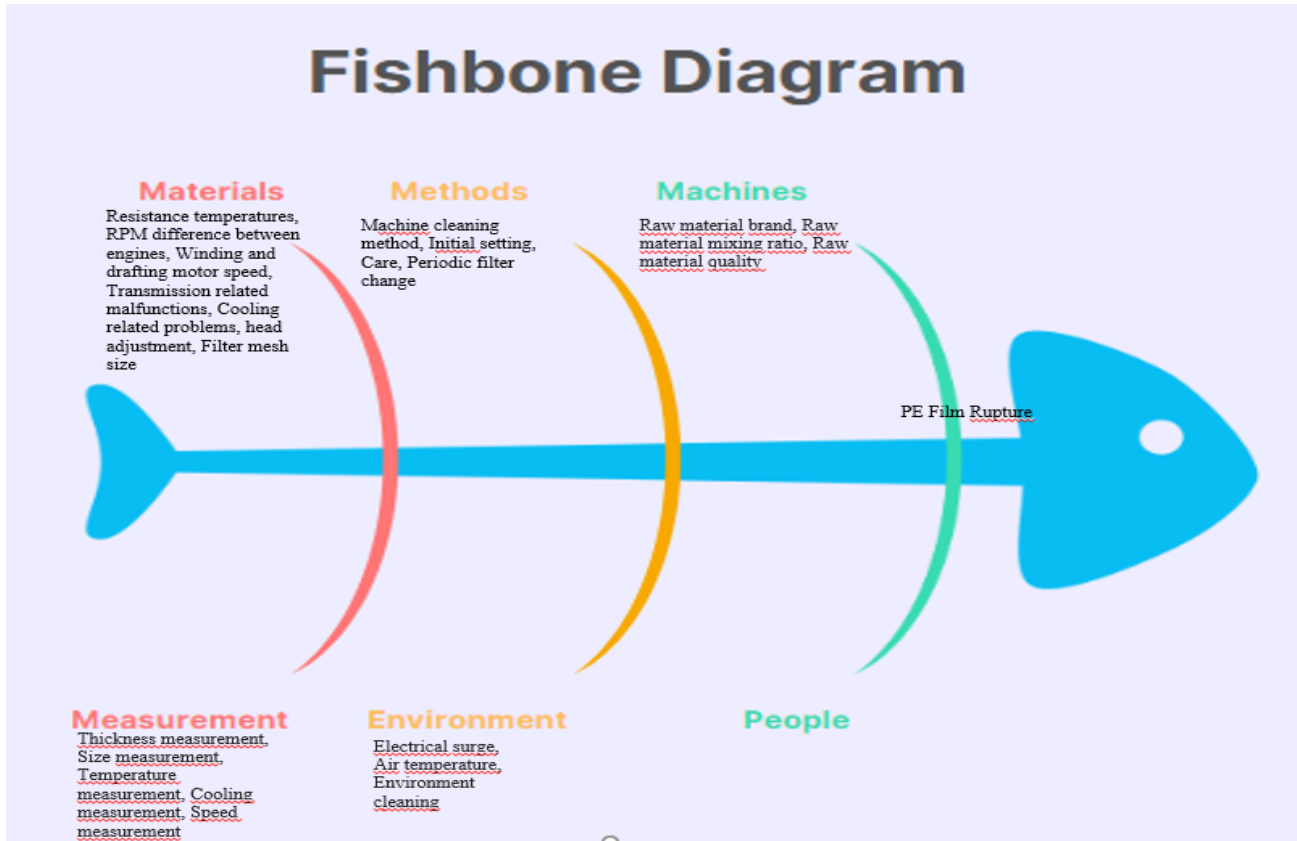 Fishbone Diagram
Materials
Resistance temperatures,
RPM difference between
engines, Winding and
drafting motor speed,
Transmission related
malfunctions, Cooling
related problems, head
adjustment, Filter mesh
size
Methods
Machine cleaning
method, Initial setting,
Care, Periodic filter
change
Machines
Raw material brand, Raw
material mixing ratio, Raw
material quality
PE Film Rupture
Measurement
Thickness measurement,
Size measurement,
Temperature
measurement, Cooling
measurement, Speed
measurement
Environment
Electrical surge,
Air temperature,
Environment
cleaning
People